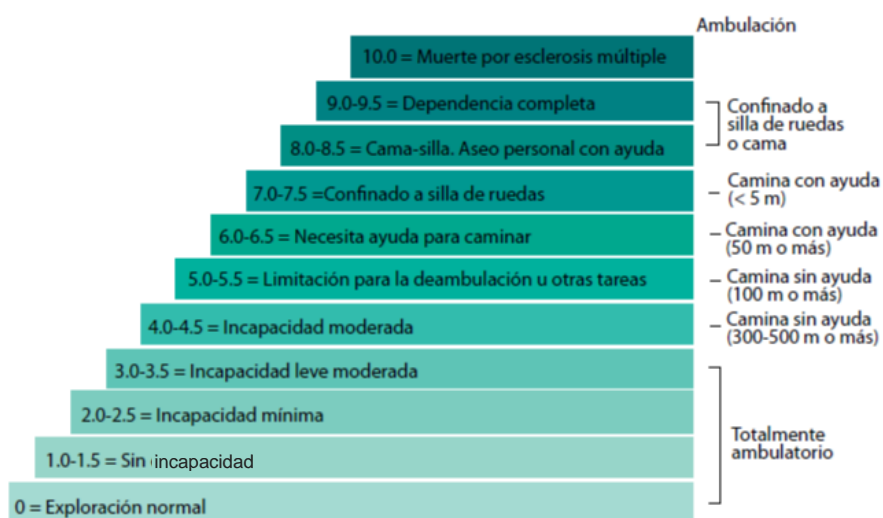 Ambulación
10.0 = Muerte por esclerosis múltiple
9.0-9.5 = Dependencia completa
Confinado a
silla de ruedas
o cama
8.0-8.5 = Cama-silla. Aseo personal con ayuda
7.0-7.5 =Confinado a silla de ruedas
Camina con ayuda
(< 5 m)
6.0-6.5 = Necesita ayuda para caminar
Camina con ayuda
(50 m o más)
5.0-5.5 = Limitación para la deambulación u otras tareas
Camina sin ayuda
(100 m o más)
4.0-4.5 = Incapacidad moderada
Camina sin ayuda
(300-500 m o más)
3.0-3.5 = Incapacidad leve moderada
2.0-2.5 = Incapacidad mínima
Totalmente
ambulatorio
1.0-1.5 = Sin incapacidad
0 = Exploración normal